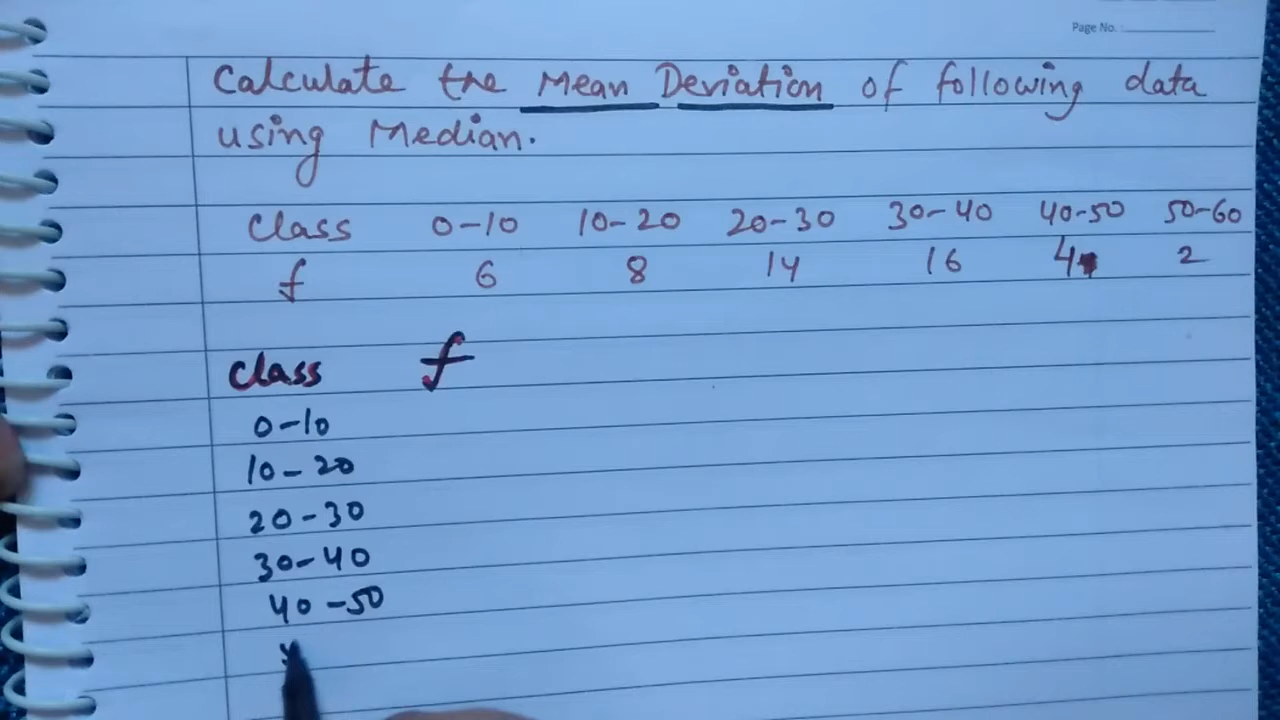 Page No.
Calculate the Mean Deviation of following data
using Median.
Class 0-10 10-20 20-30 30-40 40-50 50-60
f 6 8 14 16 4 2
Class f
0-10
10-20
20-30
30-40
40-50